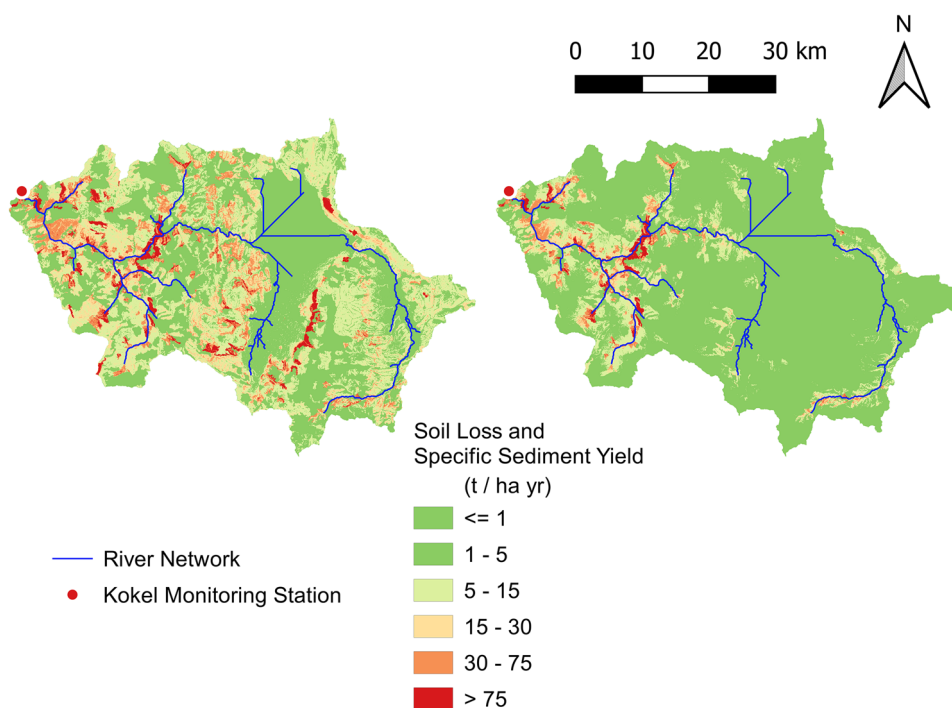 N
0 10 20 30 km
Soil Loss and
Specific Sediment Yield
(t / ha yr)
<= 1
1 - 5
5 - 15
15 - 30
30 - 75
> 75
River Network
Kokel Monitoring Station